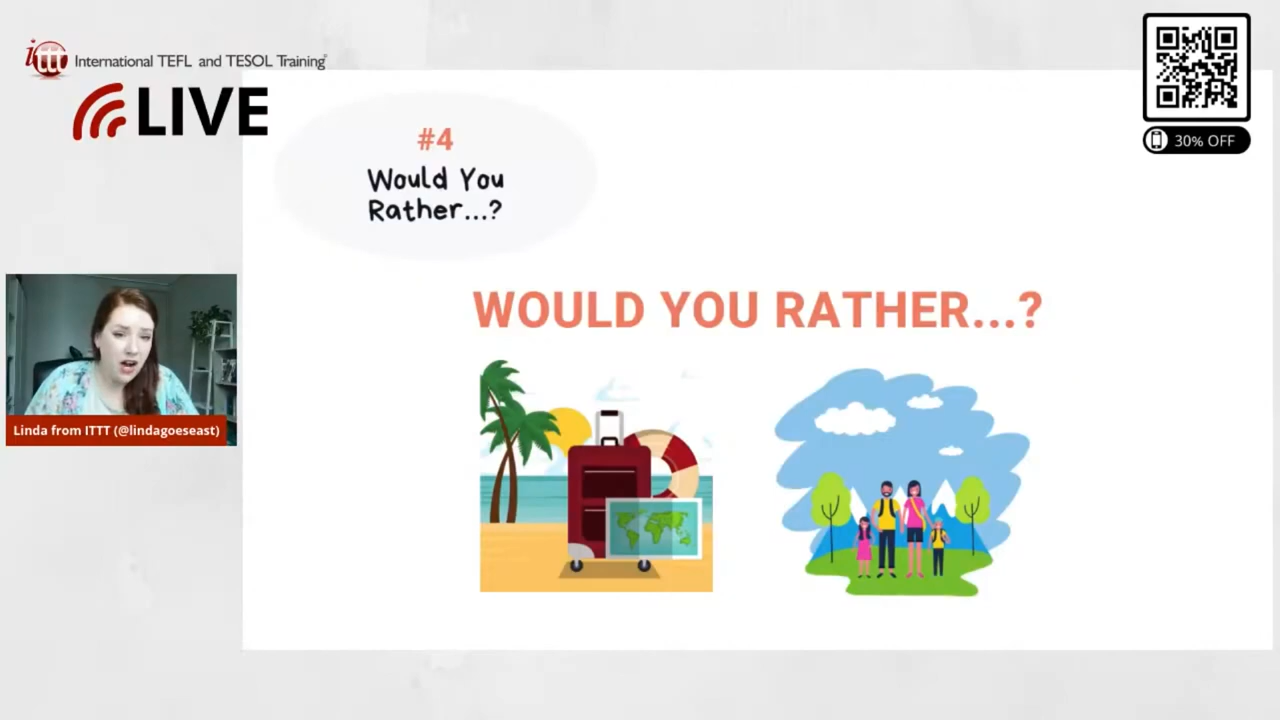 ittt International TEFL and TESOL Training
LIVE
30% OFF
#4
Would You
Rather...?
WOULD YOU RATHER...?
Linda from ITTT (@lindagoeseast)